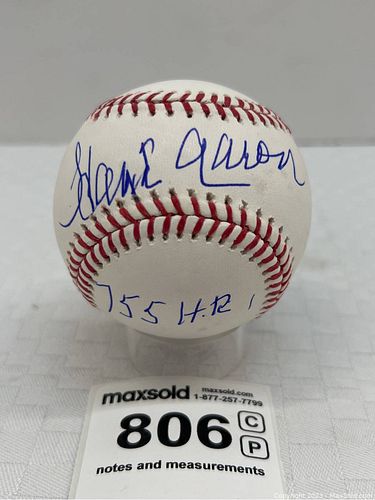 Hank Aaron
755 H.R.
maxsold maxsold.com
1-877-257-7799
806 C
P
notes and measurements
Copyright 2023 - MaxSold.com